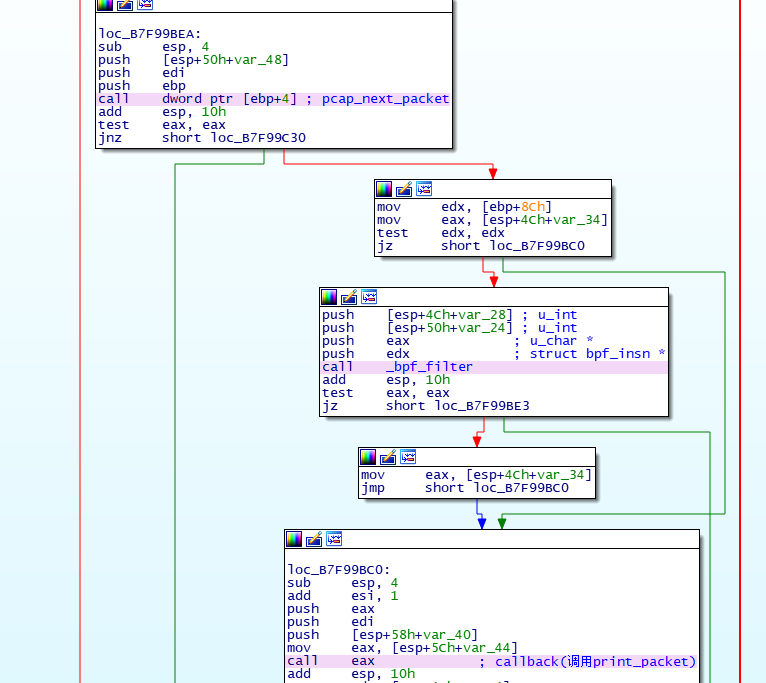 loc_B7F99BEA:
sub esp, 4
push [esp+50h+var_48]
push edi
push ebp
call dword ptr [ebp+4] ; pcap_next_packet
add esp, 10h
test eax, eax
jnz short loc_B7F99C30
mov edx, [ebp+8Ch]
mov eax, [esp+4Ch+var_34]
test edx, edx
jz short loc_B7F99BC0
push [esp+4Ch+var_28] ; u_int
push [esp+50h+var_24] ; u_int
push eax ; u_char *
push edx ; struct bpf_insn *
call _bpf_filter
add esp, 10h
test eax, eax
jz short loc_B7F99BE3
mov eax, [esp+4Ch+var_34]
jmp short loc_B7F99BC0
loc_B7F99BC0:
sub esp, 4
add esi, 1
push eax
push edi
push [esp+58h+var_40]
mov eax, [esp+5Ch+var_44]
call eax ; callback(调用print_packet)
add esp, 10h